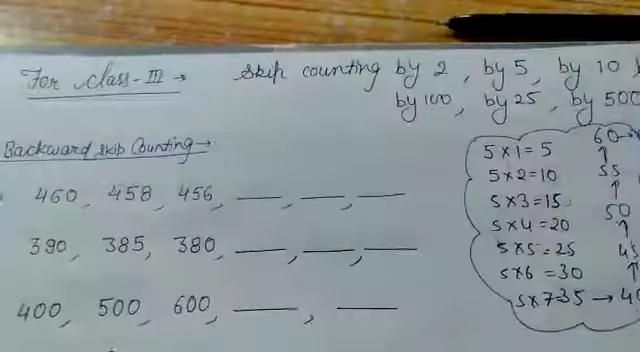 For Class-III → Skip counting by 2, by 5, by 10
by 100, by 25, by 500
Backward skip Counting →
460, 458, 456, ___, ___, ___
390, 385, 380, ___, ___, ___
400, 500, 600, ___, ___
5×1=5
5×2=10
5×3=15
5×4=20
5×5=25
5×6=30
5×7=35 → 40
60 →
↑
55
↑
50
↑
45
↑